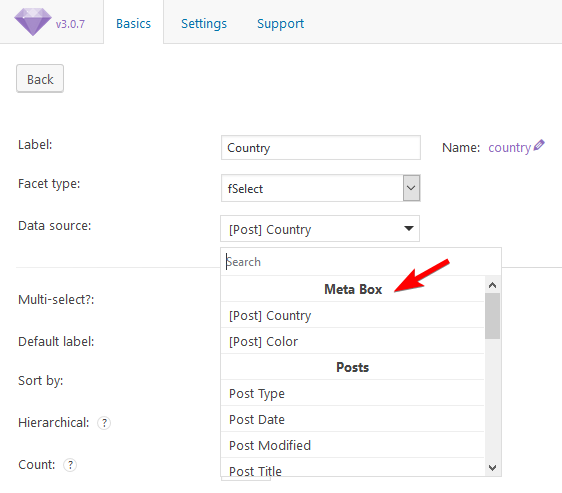 v3.0.7 Basics Settings Support
Back
Label: Country Name: country
Facet type: fSelect
Data source: [Post] Country
Search
Meta Box
Multi-select?: [Post] Country
Default label: [Post] Color
Posts
Sort by: Post Type
Hierarchical: ? Post Date
Post Modified
Count: ? Post Title